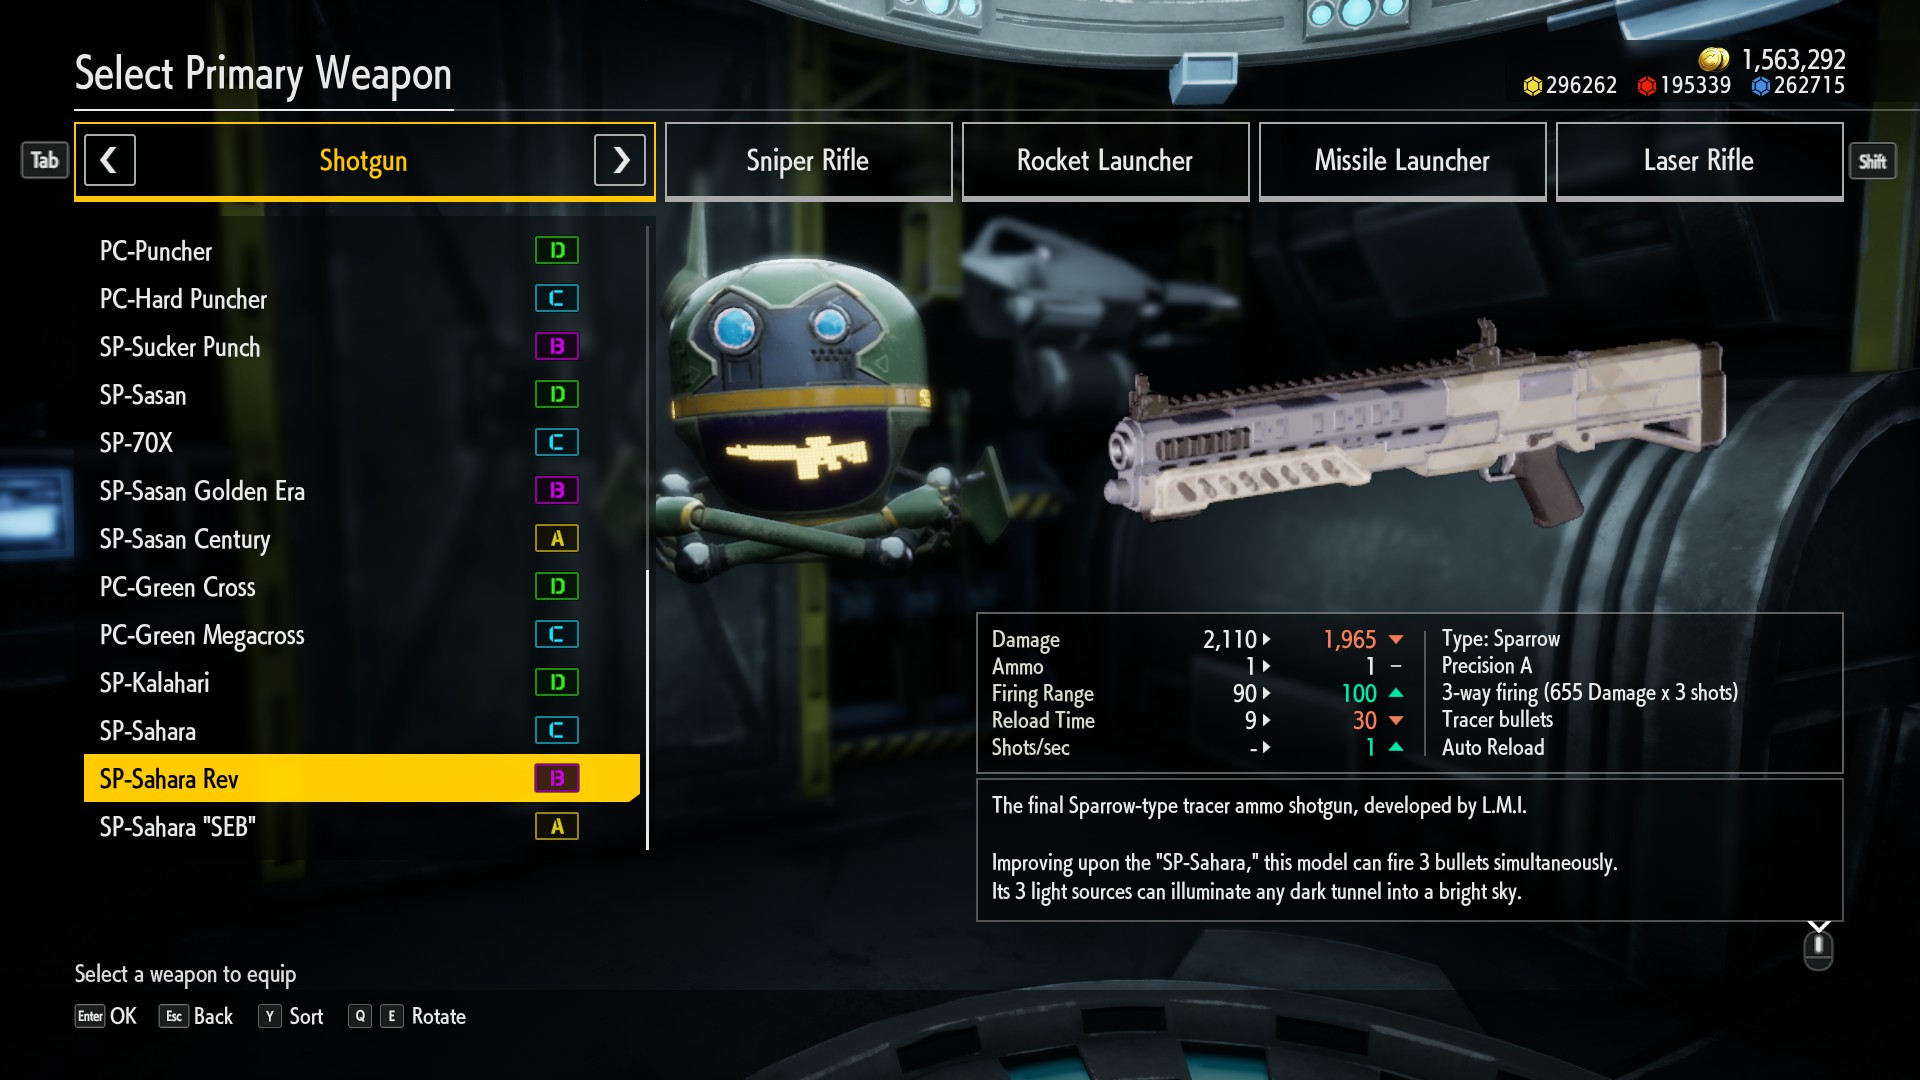 Select Primary Weapon
1,563,292
296262 195339 262715
Tab Shotgun Sniper Rifle Rocket Launcher Missile Launcher Laser Rifle Shift
PC-Puncher D
PC-Hard Puncher C
SP-Sucker Punch B
SP-Sasan D
SP-70X C
SP-Sasan Golden Era B
SP-Sasan Century A
PC-Green Cross D
PC-Green Megacross C
SP-Kalahari D
SP-Sahara C
SP-Sahara Rev B
SP-Sahara "SEB" A
Damage 2,110 1,965
Ammo 1 1 –
Firing Range 90 100
Reload Time 9 30
Shots/sec - 1
Type: Sparrow
Precision A
3-way firing (655 Damage x 3 shots)
Tracer bullets
Auto Reload
The final Sparrow-type tracer ammo shotgun, developed by L.M.I.
Improving upon the "SP-Sahara," this model can fire 3 bullets simultaneously.
Its 3 light sources can illuminate any dark tunnel into a bright sky.
Select a weapon to equip
Enter OK Esc Back Y Sort Q E Rotate